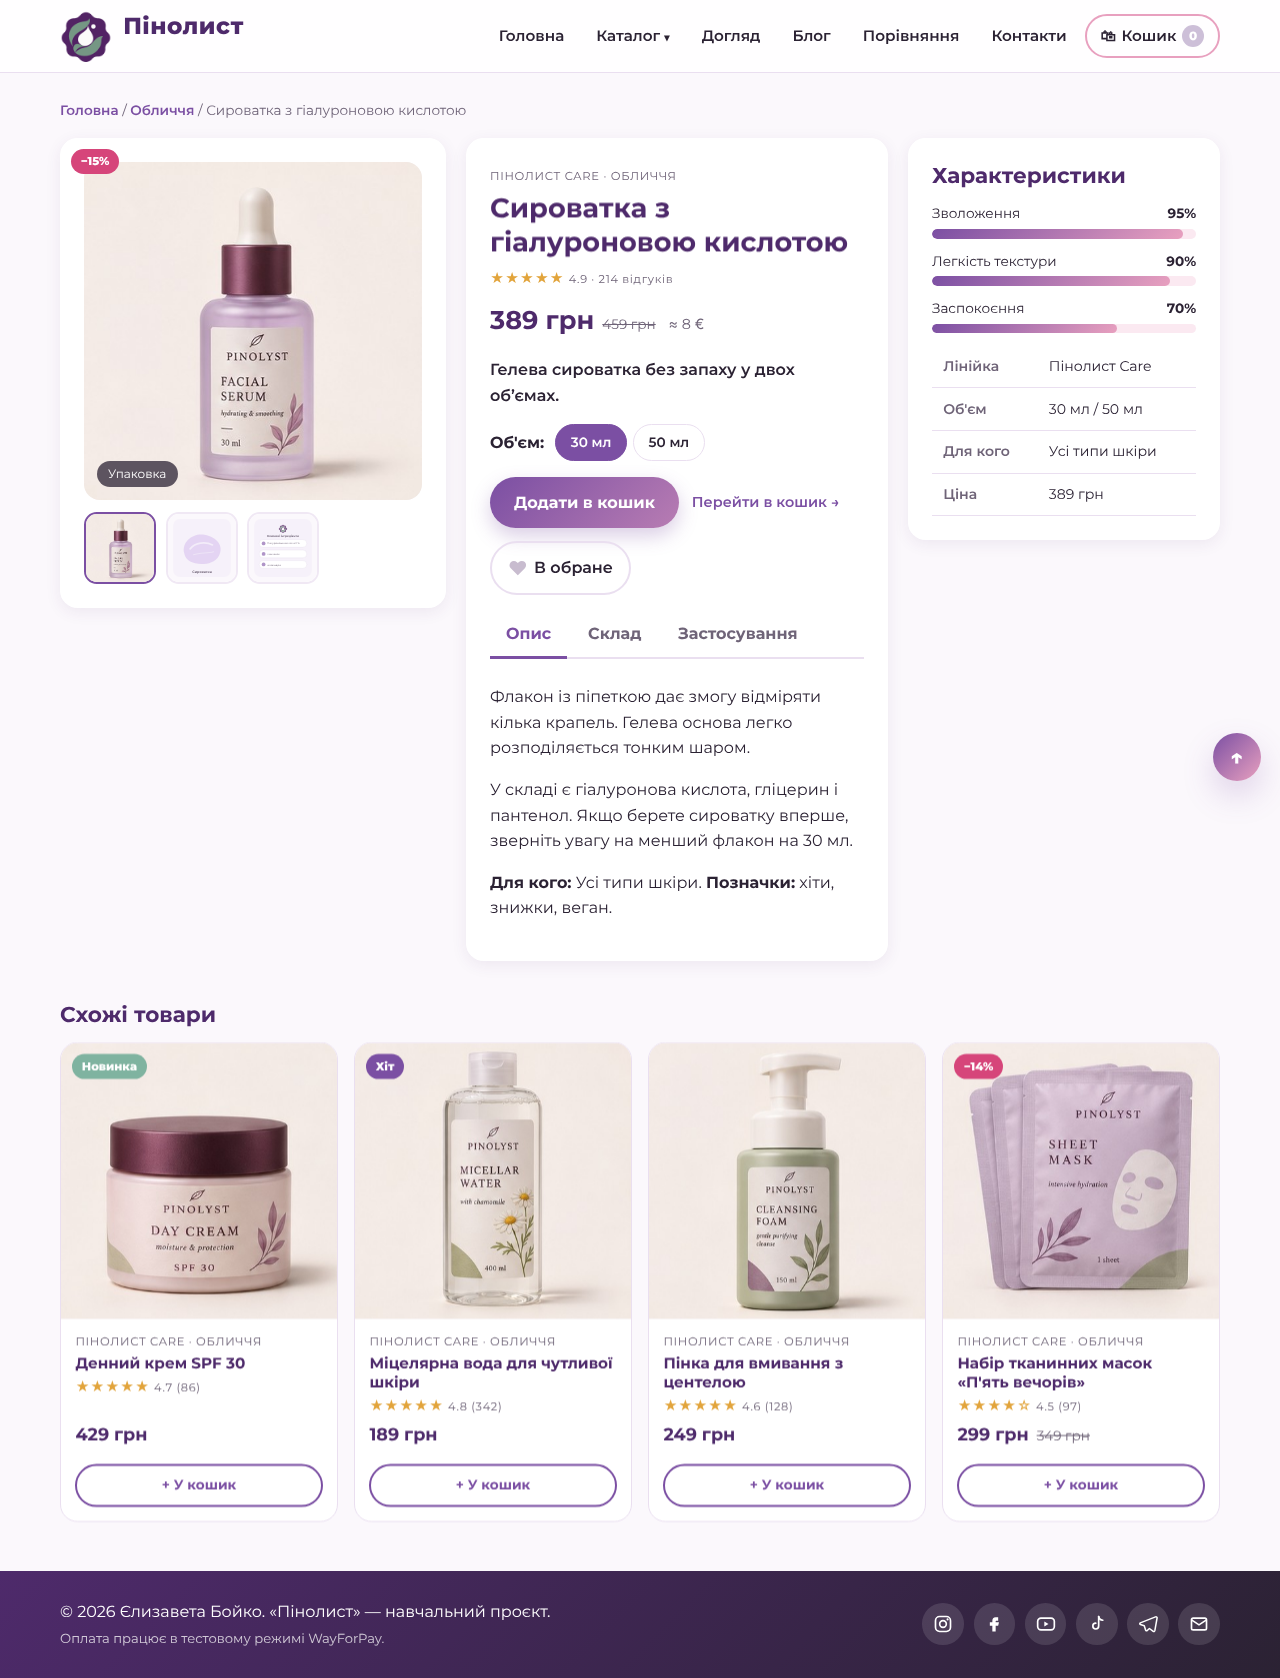 Пінолист
Головна
Каталог ▾
Догляд
Блог
Порівняння
Контакти
Кошик 0
Головна / Обличчя / Сироватка з гіалуроновою кислотою
−15%
PINOLYST
FACIAL
SERUM
hydrating & smoothing
30 ml
Упаковка
ПІНОЛИСТ CARE · ОБЛИЧЧЯ
Сироватка з
гіалуроновою кислотою
★★★★★ 4.9 · 214 відгуків
389 грн 459 грн ≈ 8 €
Гелева сироватка без запаху у двох
об’ємах.
Об'єм: 30 мл 50 мл
Додати в кошик
Перейти в кошик →
В обране
Опис
Склад
Застосування
Флакон із піпеткою дає змогу відміряти
кілька крапель. Гелева основа легко
розподіляється тонким шаром.
У складі є гіалуронова кислота, гліцерин і
пантенол. Якщо берете сироватку вперше,
зверніть увагу на менший флакон на 30 мл.
Для кого: Усі типи шкіри. Позначки: хіти,
знижки, веган.
Характеристики
Зволоження 95%
Легкість текстури 90%
Заспокоєння 70%
Лінійка Пінолист Care
Об'єм 30 мл / 50 мл
Для кого Усі типи шкіри
Ціна 389 грн
Схожі товари
Новинка
PINOLYST
DAY CREAM
moisture & protection
SPF 30
ПІНОЛИСТ CARE · ОБЛИЧЧЯ
Денний крем SPF 30
★★★★★ 4.7 (86)
429 грн
+ У кошик
Хіт
PINOLYST
MICELLAR
WATER
with chamomile
400 ml
ПІНОЛИСТ CARE · ОБЛИЧЧЯ
Міцелярна вода для чутливої
шкіри
★★★★★ 4.8 (342)
189 грн
+ У кошик
PINOLYST
CLEANSING
FOAM
gentle purifying
cleanse
150 ml
ПІНОЛИСТ CARE · ОБЛИЧЧЯ
Пінка для вмивання з
центелою
★★★★★ 4.6 (128)
249 грн
+ У кошик
−14%
PINOLYST
SHEET
MASK
intensive hydration
1 sheet
ПІНОЛИСТ CARE · ОБЛИЧЧЯ
Набір тканинних масок
«П'ять вечорів»
★★★★☆ 4.5 (97)
299 грн 349 грн
+ У кошик
© 2026 Єлизавета Бойко. «Пінолист» — навчальний проєкт.
Оплата працює в тестовому режимі WayForPay.